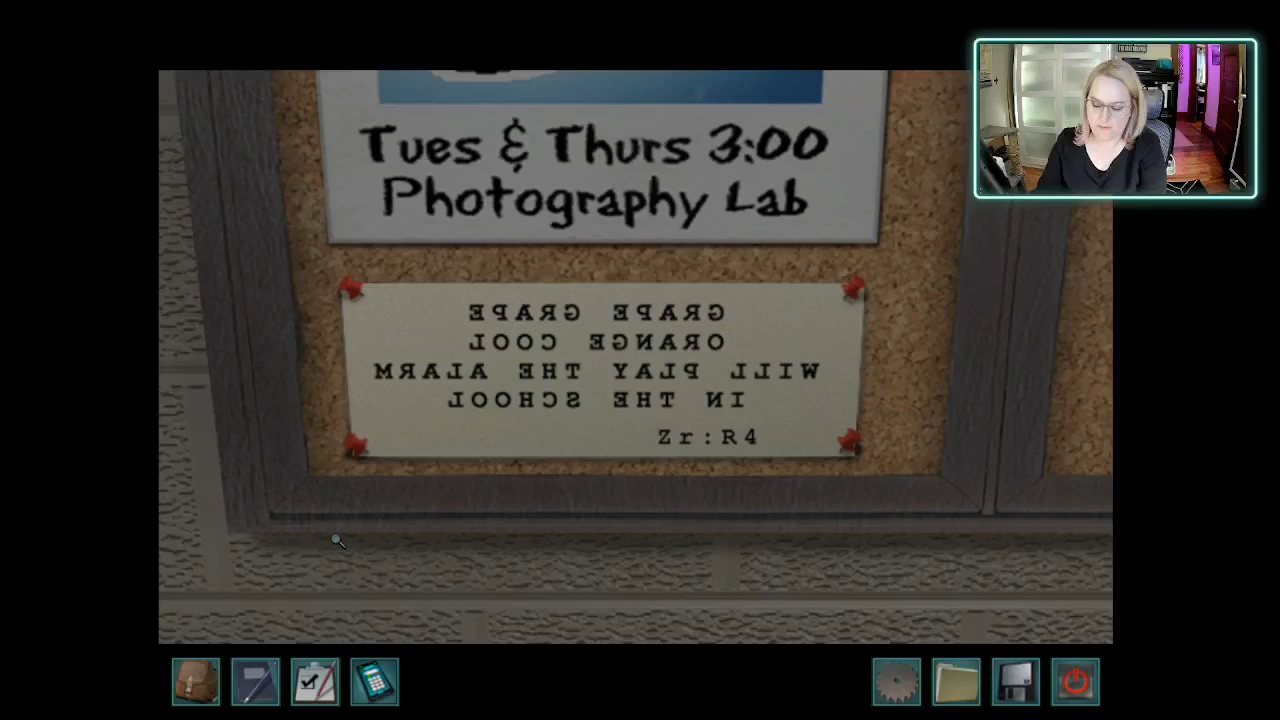 Tues & Thurs 3:00
Photography Lab
GRAPE GRAPE
ORANGE COOL
WILL PLAY THE ALARM
IN THE SCHOOL
Zr:R4